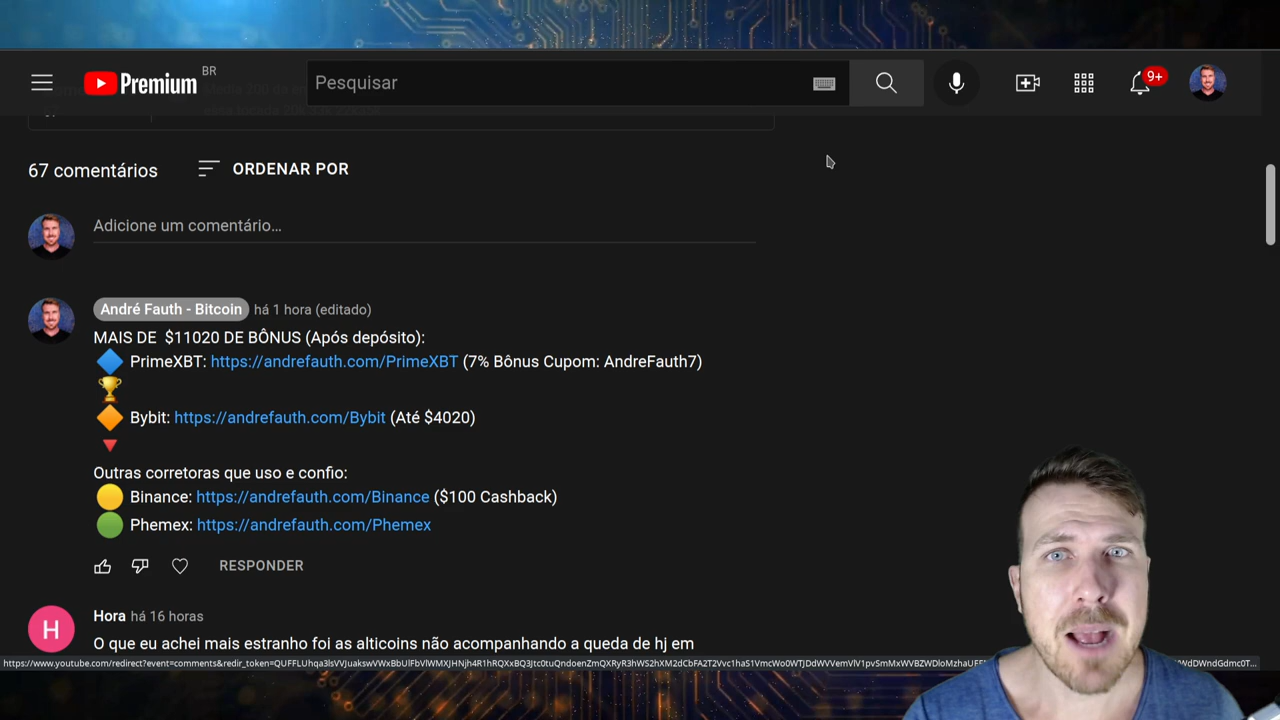 BR
Premium
Pesquisar
9+
67 comentários
ORDENAR POR
Adicione um comentário...
André Fauth - Bitcoin há 1 hora (editado)
MAIS DE $11020 DE BÔNUS (Após depósito):
PrimeXBT: https://andrefauth.com/PrimeXBT (7% Bônus Cupom: AndreFauth7)
Bybit: https://andrefauth.com/Bybit (Até $4020)
Outras corretoras que uso e confio:
Binance: https://andrefauth.com/Binance ($100 Cashback)
Phemex: https://andrefauth.com/Phemex
RESPONDER
H
Hora há 16 horas
O que eu achei mais estranho foi as alticoins não acompanhando a queda de hj em